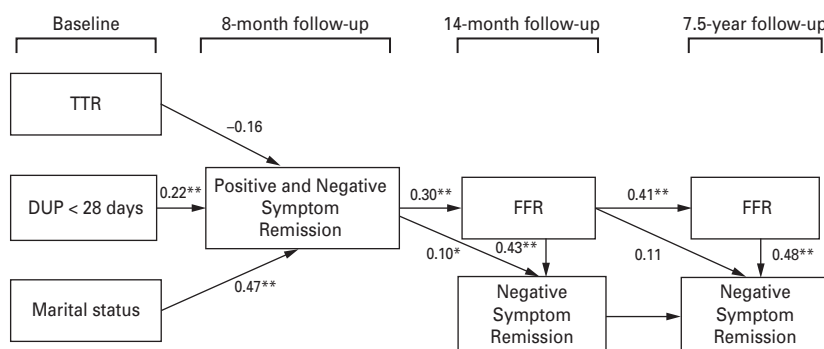 Baseline
8-month follow-up
14-month follow-up
7.5-year follow-up
TTR
–0.16
DUP < 28 days
0.22**
Positive and Negative
Symptom
Remission
0.30**
FFR
0.41**
FFR
0.10*
0.43**
0.11
0.48**
Marital status
0.47**
Negative
Symptom
Remission
Negative
Symptom
Remission